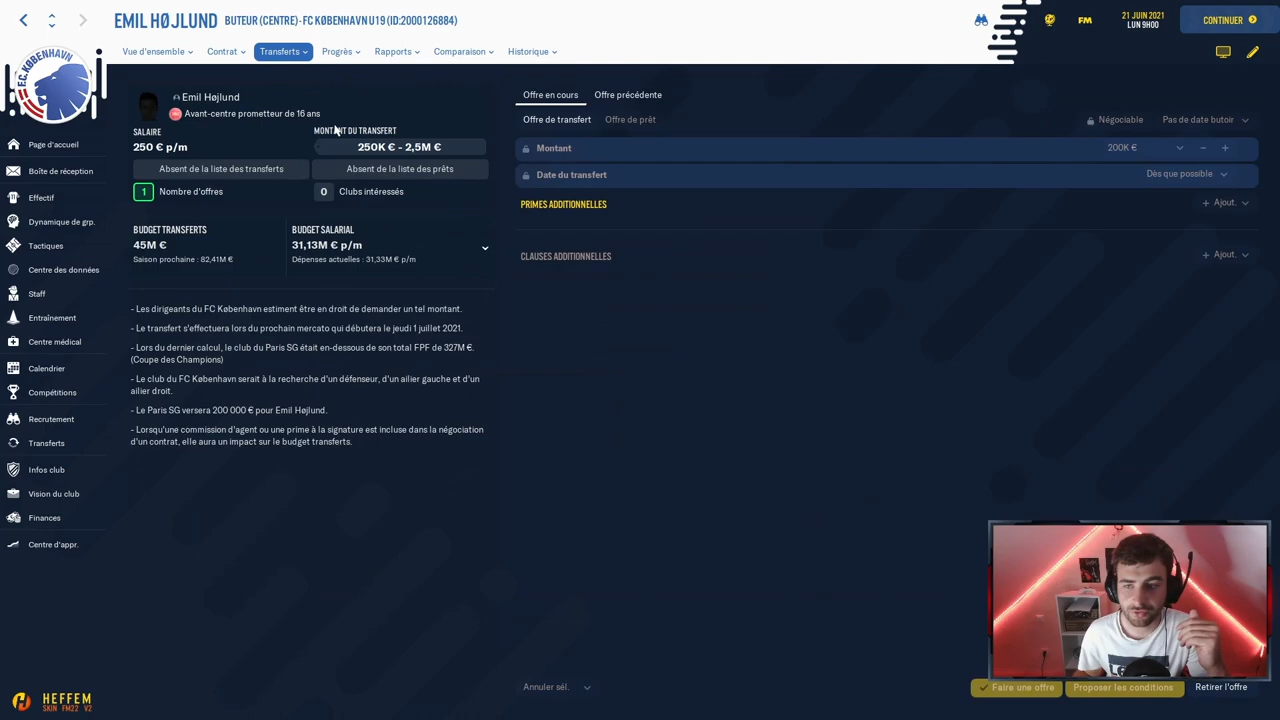 EMIL HØJLUND
BUTEUR (CENTRE) - FC KØBENHAVN U19 (ID:2000126884)
FM
21 JUIN 2021
LUN 9H00
CONTINUER
Vue d'ensemble
Contrat
Transferts
Progrès
Rapports
Comparaison
Historique
F.C. KØBENHAVN
Page d'accueil
Boîte de réception
Effectif
Dynamique de grp.
Tactiques
Centre des données
Staff
Entraînement
Centre médical
Calendrier
Compétitions
Recrutement
Transferts
Infos club
Vision du club
Finances
Centre d'appr.
HEFFEM
SKIN FM22 V2
Emil Højlund
Avant-centre prometteur de 16 ans
SALAIRE
250 € p/m
MONTANT DU TRANSFERT
250K € - 2,5M €
Absent de la liste des transferts
Absent de la liste des prêts
1 Nombre d'offres
0 Clubs intéressés
BUDGET TRANSFERTS
45M €
Saison prochaine : 82,41M €
BUDGET SALARIAL
31,13M € p/m
Dépenses actuelles : 31,33M € p/m
- Les dirigeants du FC København estiment être en droit de demander un tel montant.
- Le transfert s'effectuera lors du prochain mercato qui débutera le jeudi 1 juillet 2021.
- Lors du dernier calcul, le club du Paris SG était en-dessous de son total FPF de 327M €.
(Coupe des Champions)
- Le club du FC København serait à la recherche d'un défenseur, d'un ailier gauche et d'un
ailier droit.
- Le Paris SG versera 200 000 € pour Emil Højlund.
- Lorsqu'une commission d'agent ou une prime à la signature est incluse dans la négociation
d'un contrat, elle aura un impact sur le budget transferts.
Offre en cours
Offre précédente
Offre de transfert
Offre de prêt
Négociable
Pas de date butoir
Montant
200K €
Date du transfert
Dès que possible
PRIMES ADDITIONNELLES
+ Ajout.
CLAUSES ADDITIONNELLES
+ Ajout.
Annuler sél.
Faire une offre
Proposer les conditions
Retirer l'offre